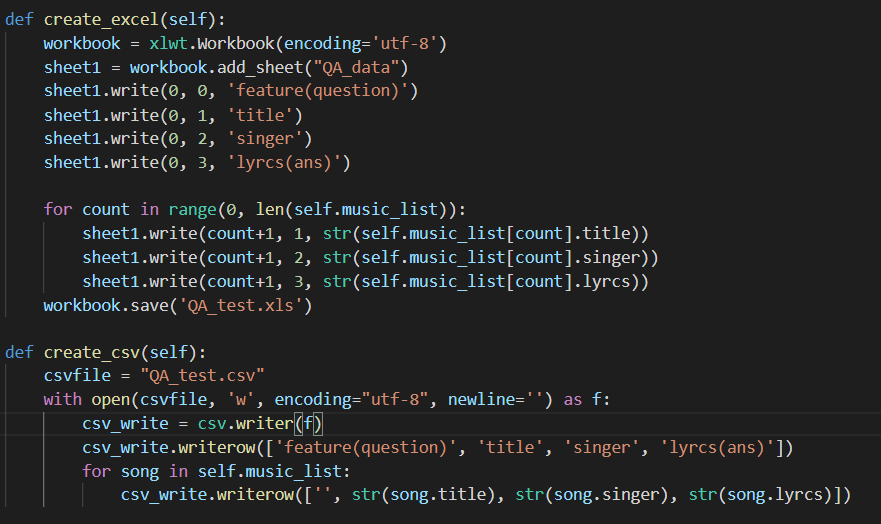 def create_excel(self):
    workbook = xlwt.Workbook(encoding='utf-8')
    sheet1 = workbook.add_sheet("QA_data")
    sheet1.write(0, 0, 'feature(question)')
    sheet1.write(0, 1, 'title')
    sheet1.write(0, 2, 'singer')
    sheet1.write(0, 3, 'lyrcs(ans)')
    for count in range(0, len(self.music_list)):
        sheet1.write(count+1, 1, str(self.music_list[count].title))
        sheet1.write(count+1, 2, str(self.music_list[count].singer))
        sheet1.write(count+1, 3, str(self.music_list[count].lyrcs))
    workbook.save('QA_test.xls')
def create_csv(self):
    csvfile = "QA_test.csv"
    with open(csvfile, 'w', encoding="utf-8", newline='') as f:
        csv_write = csv.writer(f)
        csv_write.writerow(['feature(question)', 'title', 'singer', 'lyrcs(ans)'])
        for song in self.music_list:
            csv_write.writerow(['', str(song.title), str(song.singer), str(song.lyrcs)])